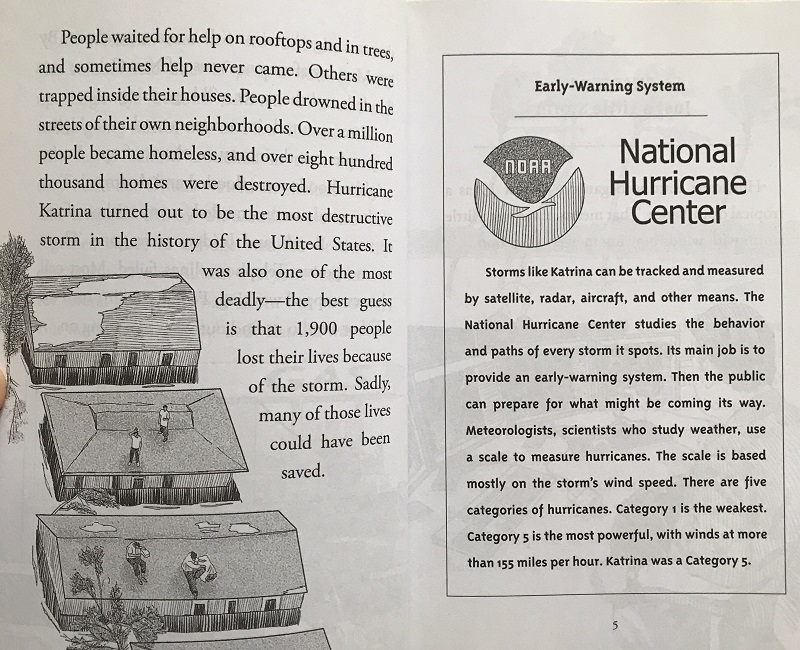 People waited for help on rooftops and in trees,
and sometimes help never came. Others were
trapped inside their houses. People drowned in the
streets of their own neighborhoods. Over a million
people became homeless, and over eight hundred
thousand homes were destroyed. Hurricane
Katrina turned out to be the most destructive
storm in the history of the United States. It
was also one of the most
deadly—the best guess
is that 1,900 people
lost their lives because
of the storm. Sadly,
many of those lives
could have been
saved.
Early-Warning System
NOAA
National
Hurricane
Center
Storms like Katrina can be tracked and measured
by satellite, radar, aircraft, and other means. The
National Hurricane Center studies the behavior
and paths of every storm it spots. Its main job is to
provide an early-warning system. Then the public
can prepare for what might be coming its way.
Meteorologists, scientists who study weather, use
a scale to measure hurricanes. The scale is based
mostly on the storm's wind speed. There are five
categories of hurricanes. Category 1 is the weakest.
Category 5 is the most powerful, with winds at more
than 155 miles per hour. Katrina was a Category 5.
5